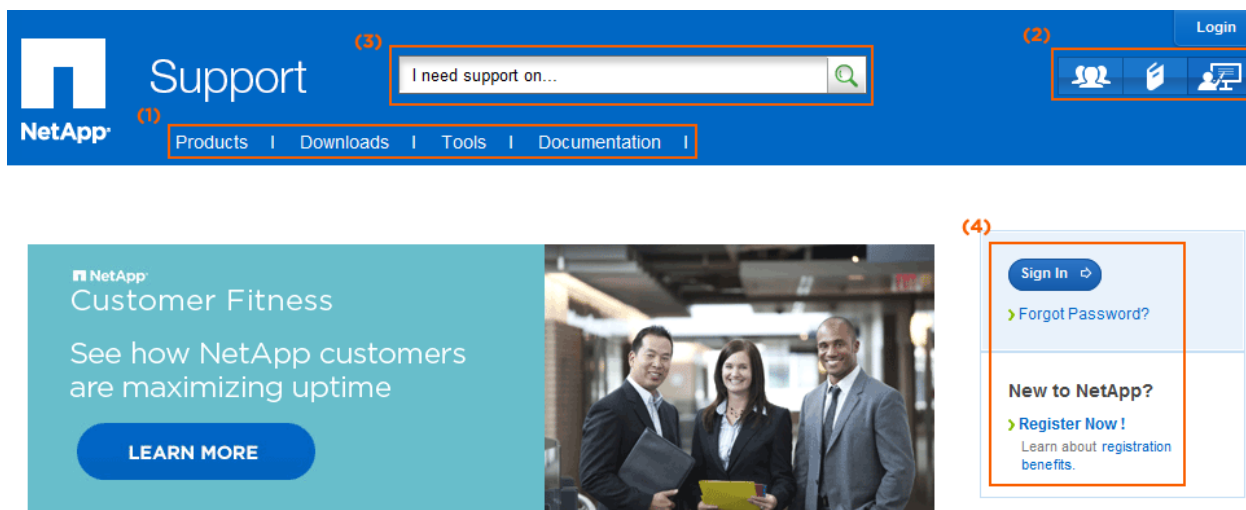 Login
(2)
(3)
I need support on...
Support
NetApp
(1)
Products I Downloads I Tools I Documentation I
(4)
NetApp
Customer Fitness
See how NetApp customers
are maximizing uptime
LEARN MORE
Sign In
Forgot Password?
New to NetApp?
Register Now !
Learn about registration
benefits.